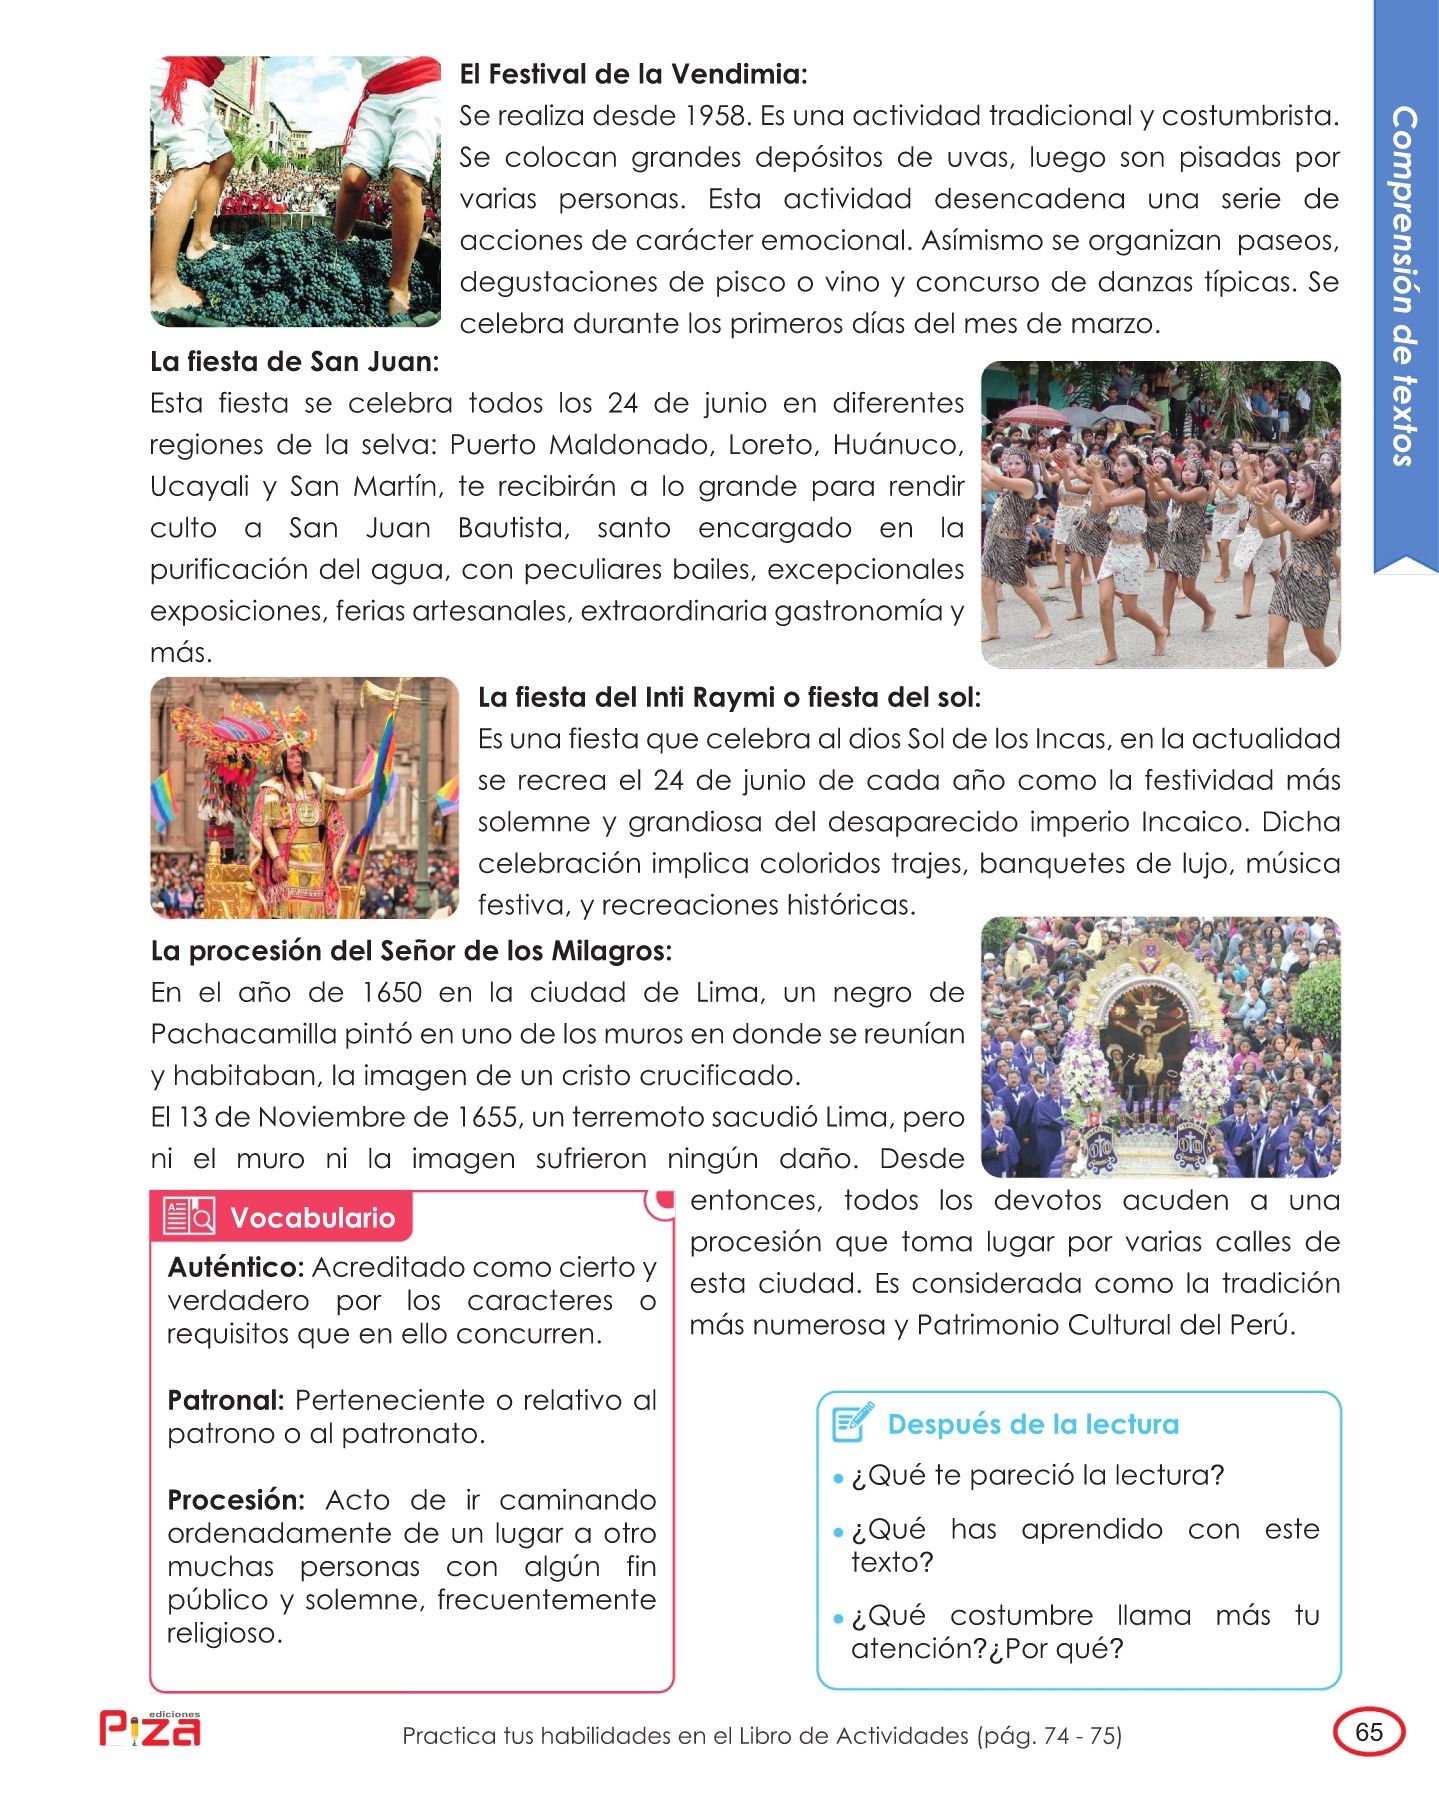 El Festival de la Vendimia:
Se realiza desde 1958. Es una actividad tradicional y costumbrista.
Se colocan grandes depósitos de uvas, luego son pisadas por
varias personas. Esta actividad desencadena una serie de
acciones de carácter emocional. Asímismo se organizan paseos,
degustaciones de pisco o vino y concurso de danzas típicas. Se
celebra durante los primeros días del mes de marzo.
Comprensión de textos
La fiesta de San Juan:
Esta fiesta se celebra todos los 24 de junio en diferentes
regiones de la selva: Puerto Maldonado, Loreto, Huánuco,
Ucayali y San Martín, te recibirán a lo grande para rendir
culto a San Juan Bautista, santo encargado en la
purificación del agua, con peculiares bailes, excepcionales
exposiciones, ferias artesanales, extraordinaria gastronomía y
más.
La fiesta del Inti Raymi o fiesta del sol:
Es una fiesta que celebra al dios Sol de los Incas, en la actualidad
se recrea el 24 de junio de cada año como la festividad más
solemne y grandiosa del desaparecido imperio Incaico. Dicha
celebración implica coloridos trajes, banquetes de lujo, música
festiva, y recreaciones históricas.
La procesión del Señor de los Milagros:
En el año de 1650 en la ciudad de Lima, un negro de
Pachacamilla pintó en uno de los muros en donde se reunían
y habitaban, la imagen de un cristo crucificado.
El 13 de Noviembre de 1655, un terremoto sacudió Lima, pero
ni el muro ni la imagen sufrieron ningún daño. Desde
entonces, todos los devotos acuden a una
procesión que toma lugar por varias calles de
esta ciudad. Es considerada como la tradición
más numerosa y Patrimonio Cultural del Perú.
Vocabulario
Auténtico: Acreditado como cierto y
verdadero por los caracteres o
requisitos que en ello concurren.
Patronal: Perteneciente o relativo al
patrono o al patronato.
Procesión: Acto de ir caminando
ordenadamente de un lugar a otro
muchas personas con algún fin
público y solemne, frecuentemente
religioso.
Después de la lectura
• ¿Qué te pareció la lectura?
• ¿Qué has aprendido con este
texto?
• ¿Qué costumbre llama más tu
atención?¿Por qué?
ediciones
Piza
Practica tus habilidades en el Libro de Actividades (pág. 74 - 75)
65